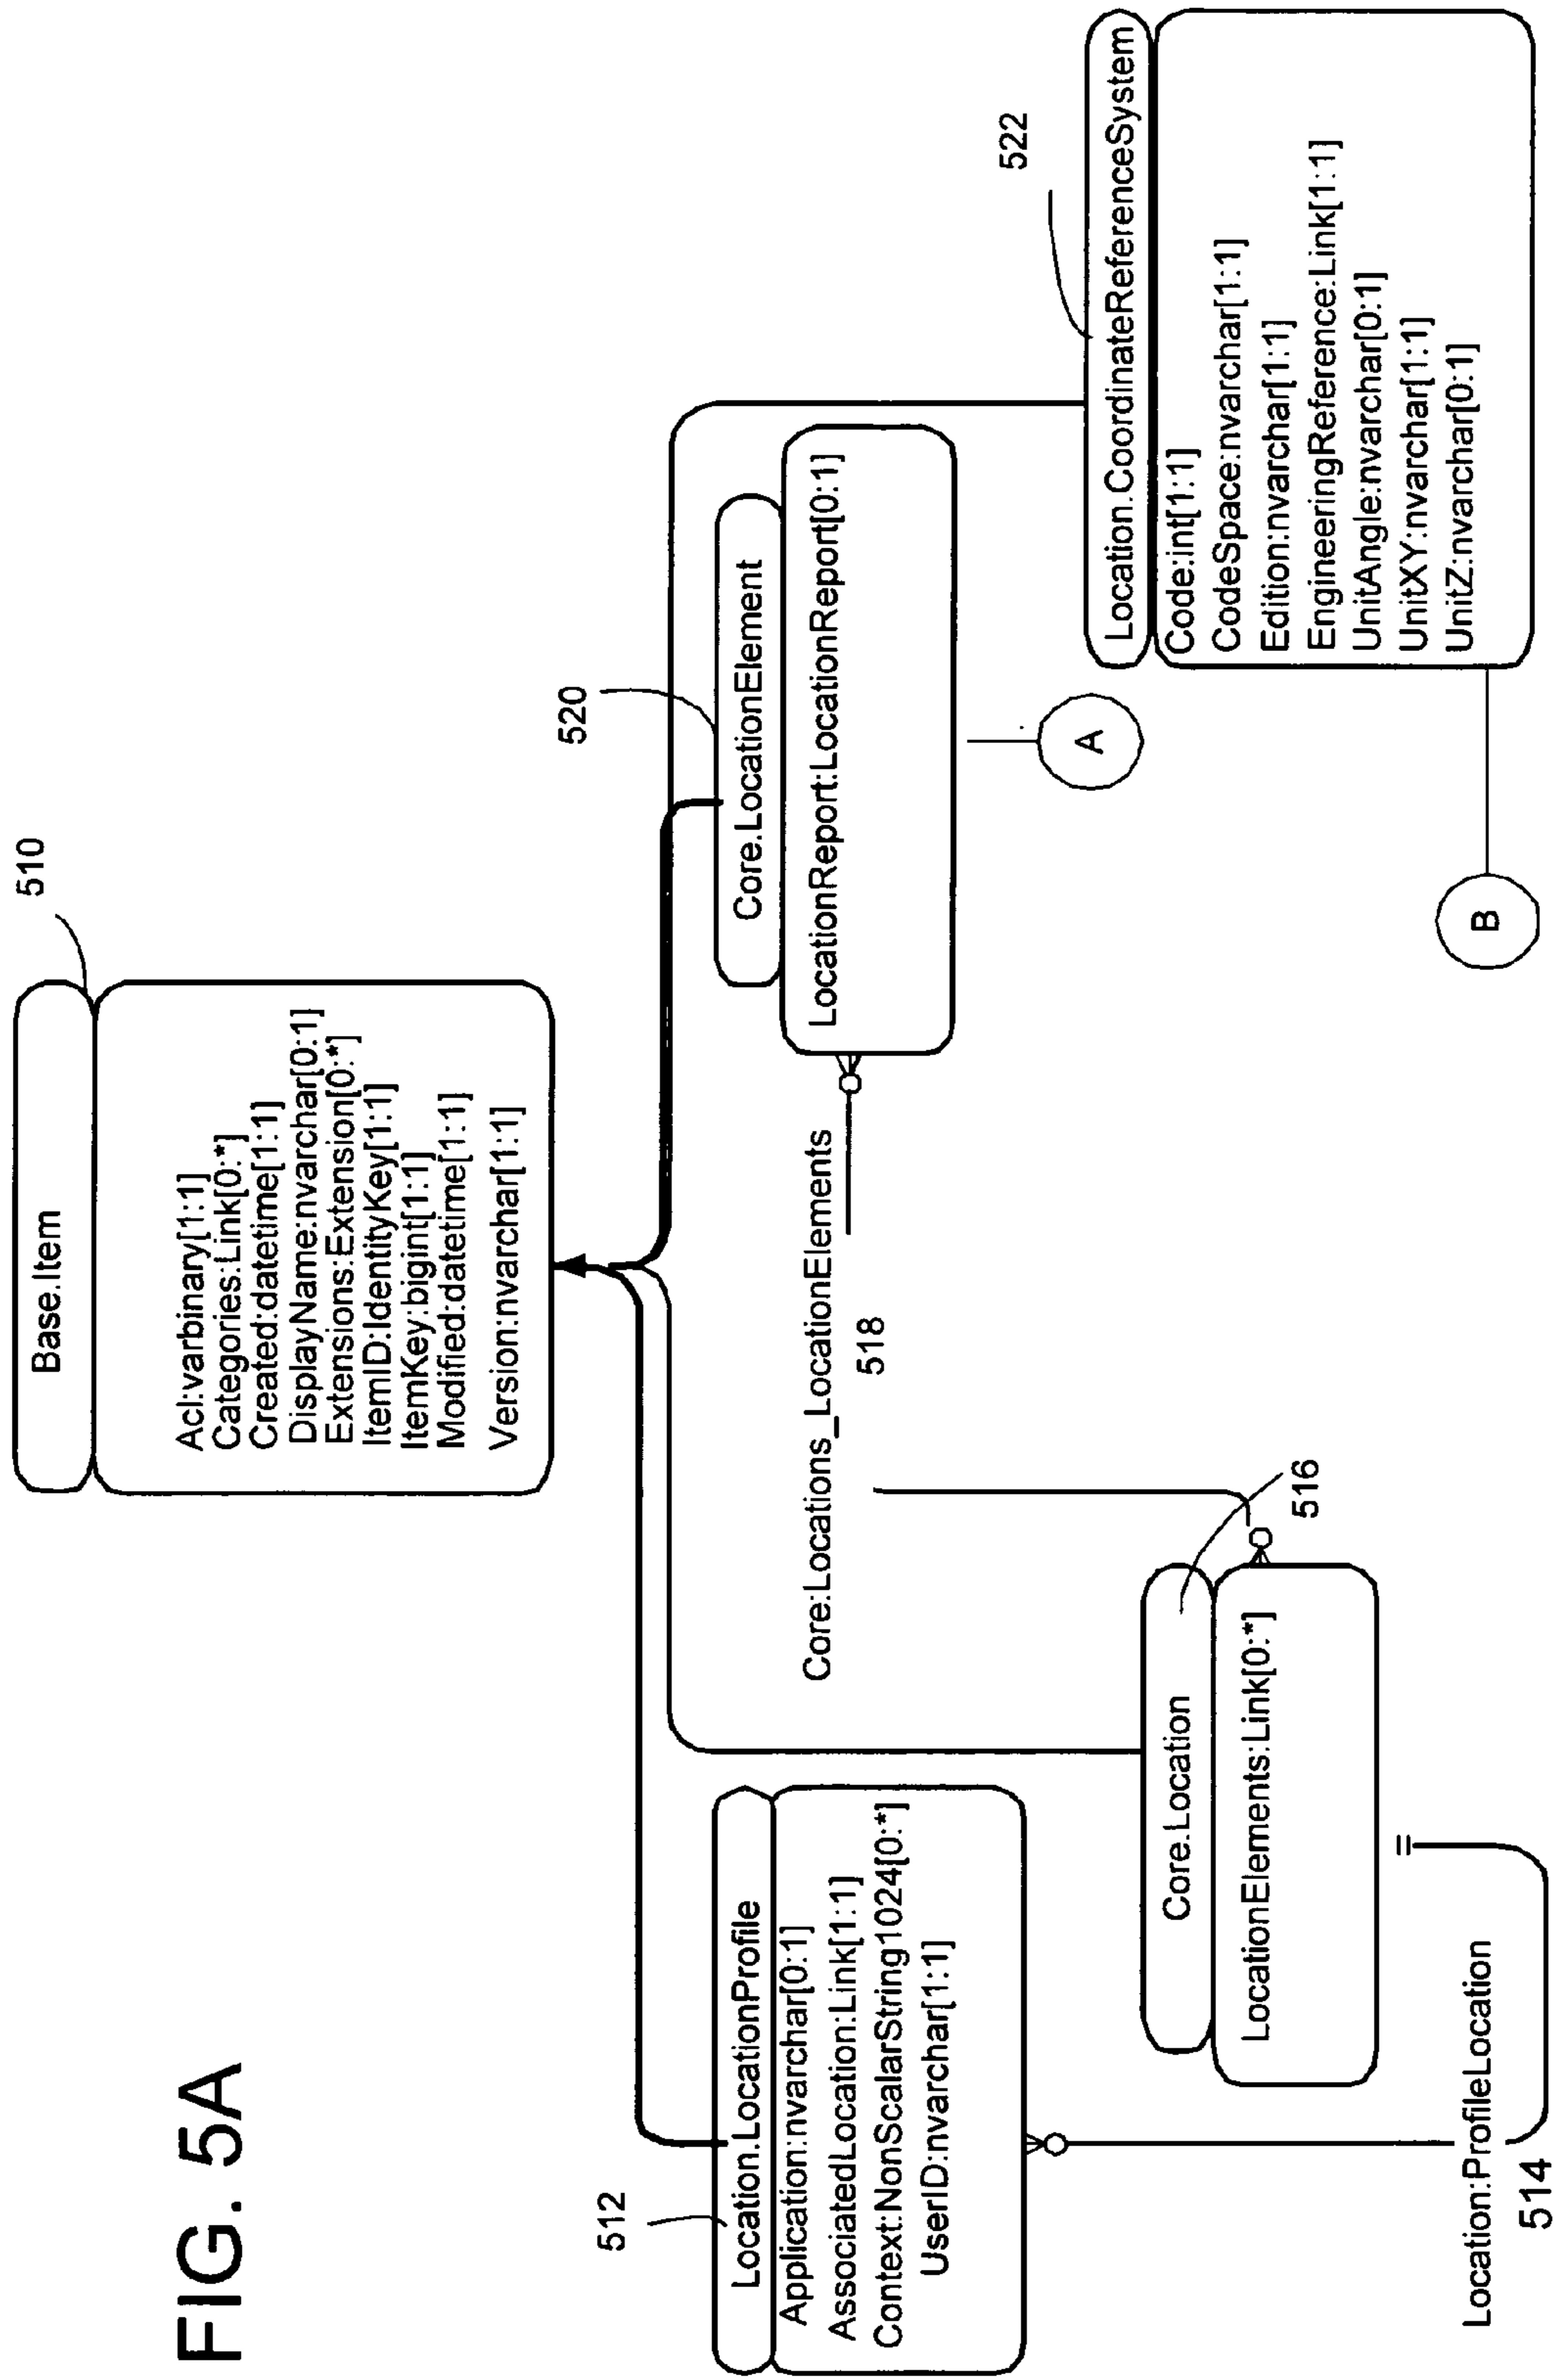 FIG. 5A
510
Base.Item
Acl:varbinary[1:1]
Categories:Link[0:*]
Created:datetime[1:1]
DisplayName:nvarchar[0:1]
Extensions:Extension[0:*]
ItemID:IdentityKey[1:1]
ItemKey:bigint[1:1]
Modified:datetime[1:1]
Version:nvarchar[1:1]
512
Location.LocationProfile
Application:nvarchar[0:1]
AssociatedLocation:Link[1:1]
Context:NonScalarString1024[0:*]
UserID:nvarchar[1:1]
Core:Locations_LocationElements
518
520
Core.LocationElement
LocationReport:LocationReport[0:1]
A
516
Core.Location
LocationElements:Link[0:*]
=
Location:ProfileLocation
514
522
Location.CoordinateReferenceSystem
Code:int[1:1]
CodeSpace:nvarchar[1:1]
Edition:nvarchar[1:1]
EngineeringReference:Link[1:1]
UnitAngle:nvarchar[0:1]
UnitXY:nvarchar[1:1]
UnitZ:nvarchar[0:1]
B